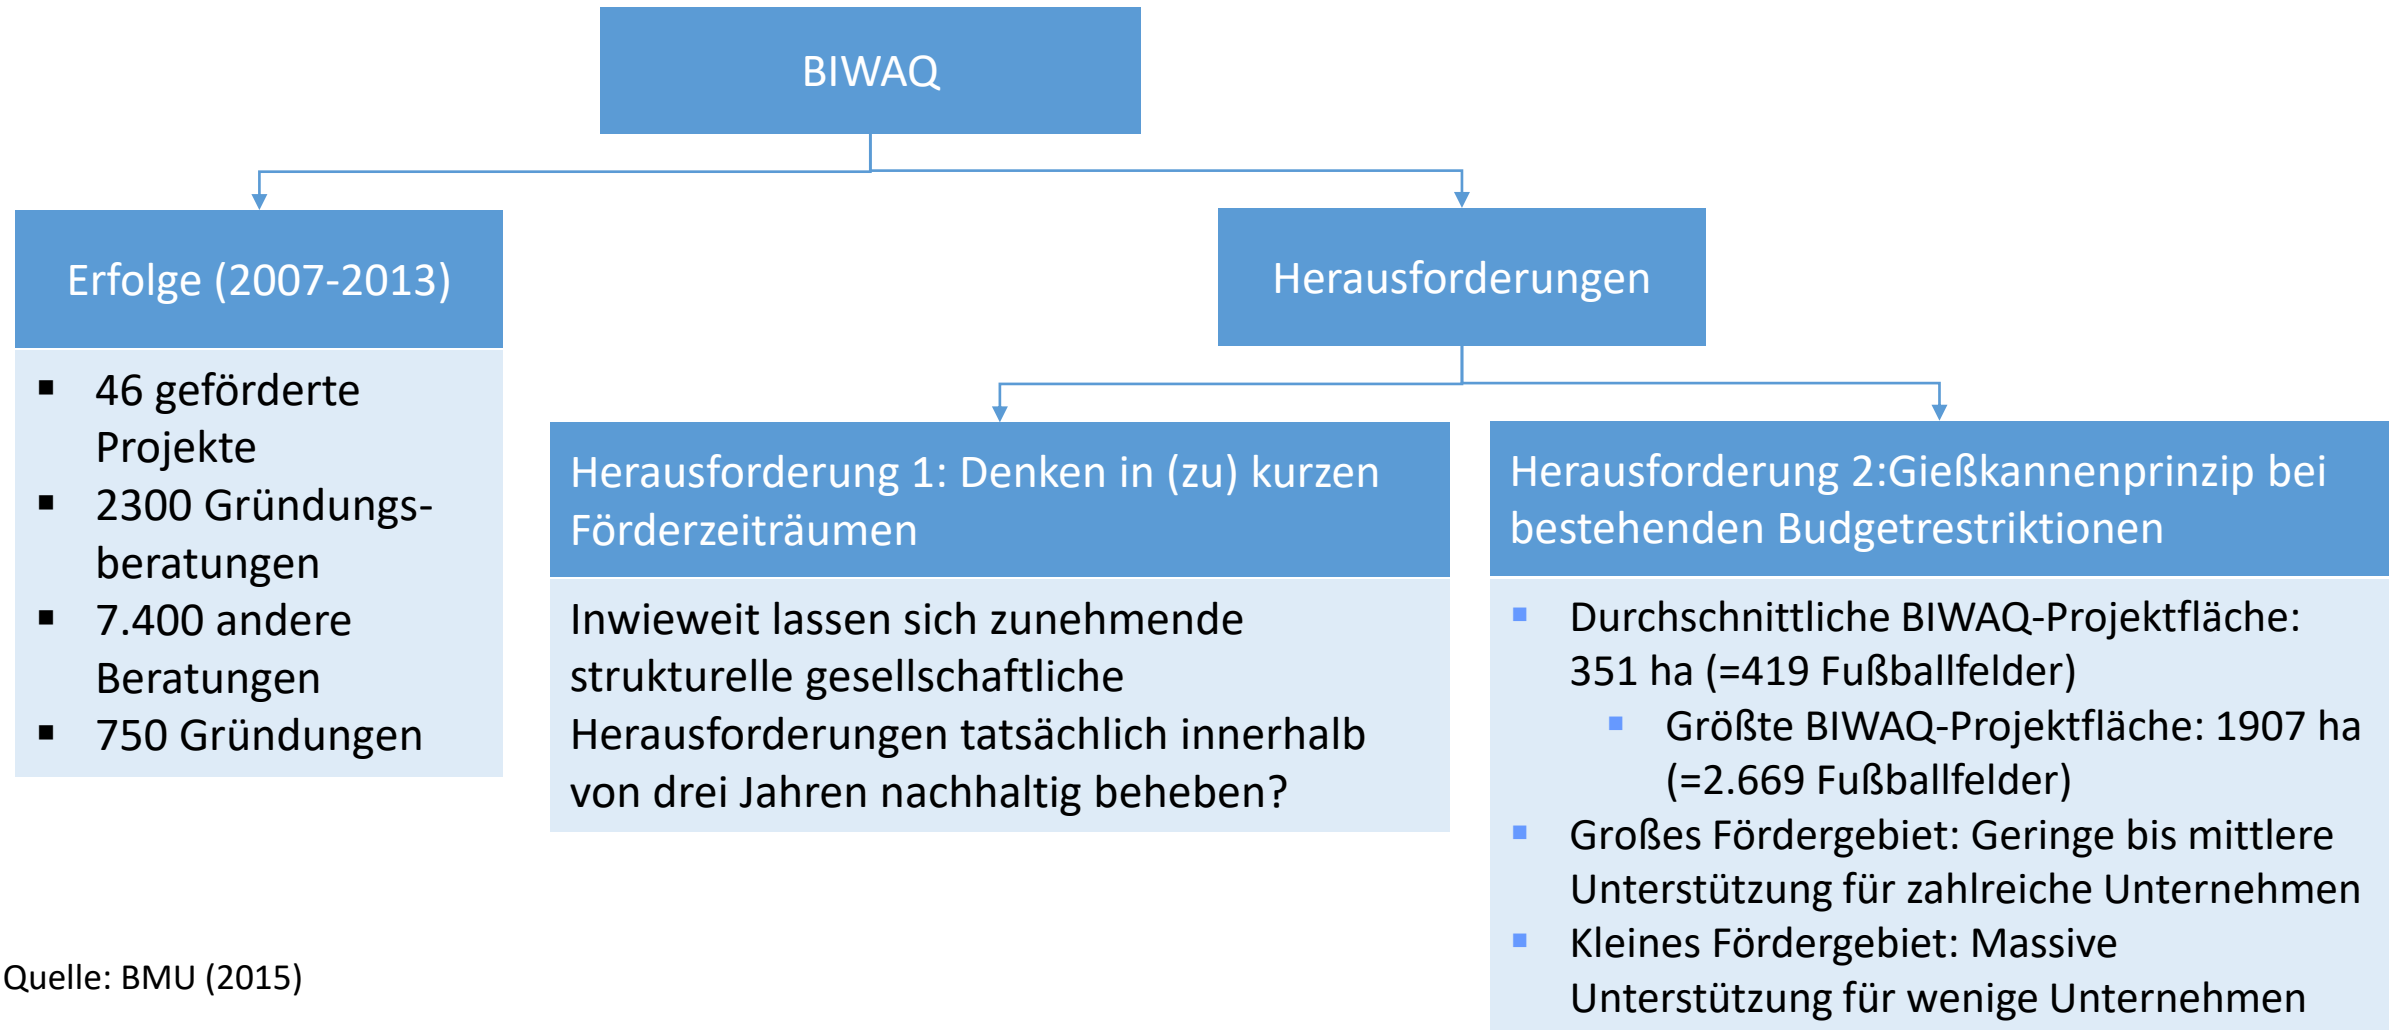 BIWAQ
Erfolge (2007-2013)
▪ 46 geförderte
Projekte
▪ 2300 Gründungs-
beratungen
▪ 7.400 andere
Beratungen
▪ 750 Gründungen
Herausforderungen
Herausforderung 1: Denken in (zu) kurzen
Förderzeiträumen
Inwieweit lassen sich zunehmende
strukturelle gesellschaftliche
Herausforderungen tatsächlich innerhalb
von drei Jahren nachhaltig beheben?
Herausforderung 2:Gießkannenprinzip bei
bestehenden Budgetrestriktionen
▪ Durchschnittliche BIWAQ-Projektfläche:
351 ha (=419 Fußballfelder)
▪ Größte BIWAQ-Projektfläche: 1907 ha
(=2.669 Fußballfelder)
▪ Großes Fördergebiet: Geringe bis mittlere
Unterstützung für zahlreiche Unternehmen
▪ Kleines Fördergebiet: Massive
Unterstützung für wenige Unternehmen
Quelle: BMU (2015)